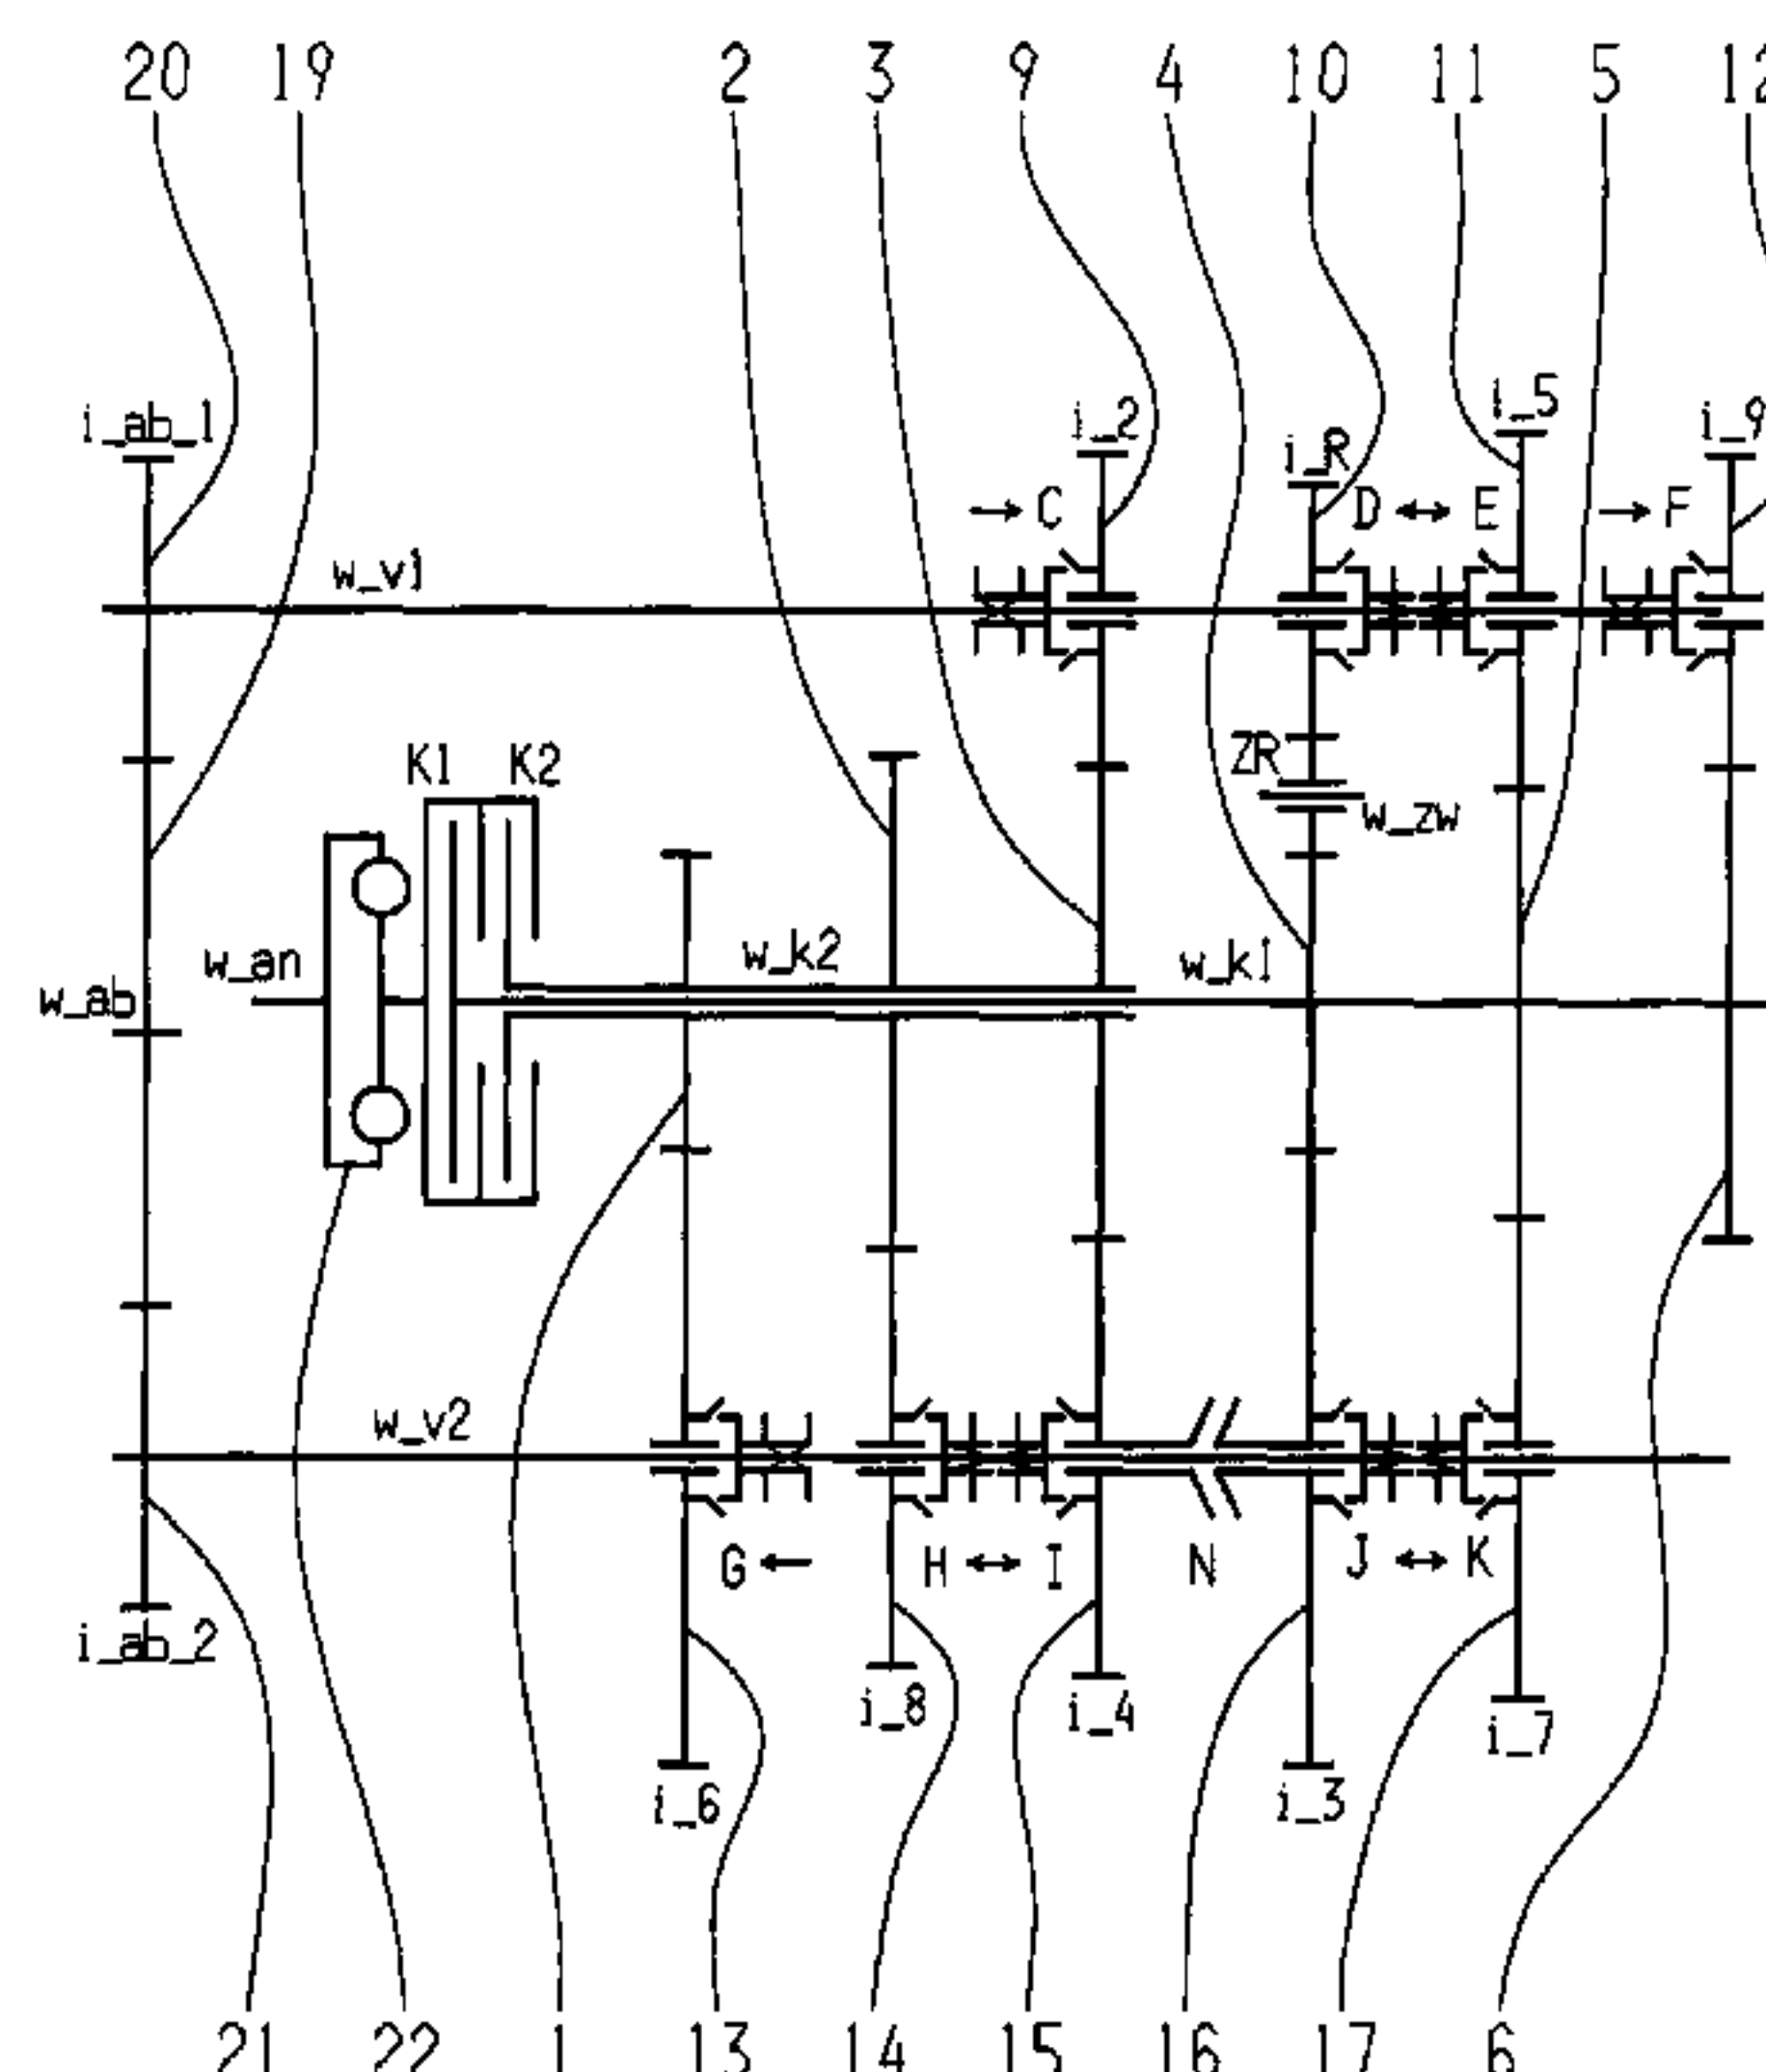 20 19 2 3 9 4 10 11 5 12
i_ab_1 i_2 i_R i_5 i_9
C D E F
w_v1
K1 K2 ZR
w_zw
w_an w_k2 w_k1
w_ab
w_v2
G H I N J K
i_ab_2
i_8 i_4 i_7
i_6 i_3
21 22 1 13 14 15 16 17 6